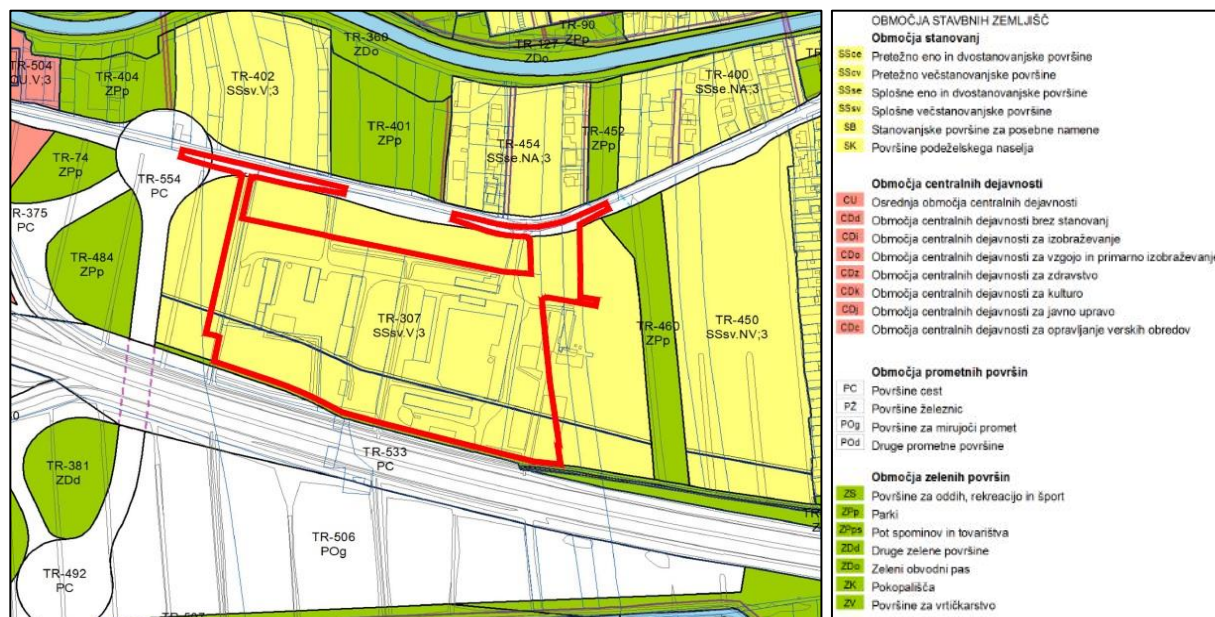 TR-90
ZPp
TR-360
ZDo
TR-127
ZDo
TR-504
TR-404
ZPp
TR-402
SSsv.V;3
TR-400
SSse.NA;3
TR-401
ZPp
TR-452
ZPp
TR-454
SSse.NA;3
TR-74
ZPp
TR-554
PC
R-375
PC
TR-484
ZPp
TR-307
SSsv.V;3
TR-460
ZPp
TR-450
SSsv.NV;3
TR-533
PC
TR-381
ZDd
TR-506
POg
TR-492
PC
OBMOČJA STAVBNIH ZEMLJIŠČ
Območja stanovanj
SSce Pretežno eno in dvostanovanjske površine
SScv Pretežno večstanovanjske površine
SSse Splošne eno in dvostanovanjske površine
SSsv Splošne večstanovanjske površine
SB Stanovanjske površine za posebne namene
SK Površine podeželskega naselja
Območja centralnih dejavnosti
CU Osrednja območja centralnih dejavnosti
CDd Območja centralnih dejavnosti brez stanovanj
CDi Območja centralnih dejavnosti za izobraževanje
CDo Območja centralnih dejavnosti za vzgojo in primarno izobraževanje
CDz Območja centralnih dejavnosti za zdravstvo
CDk Območja centralnih dejavnosti za kulturo
CDj Območja centralnih dejavnosti za javno upravo
CDc Območja centralnih dejavnosti za opravljanje verskih obredov
Območja prometnih površin
PC Površine cest
PŽ Površine železnic
POg Površine za mirujoči promet
POd Druge prometne površine
Območja zelenih površin
ZS Površine za oddih, rekreacijo in šport
ZPp Parki
ZPps Pot spominov in tovarištva
ZDd Druge zelene površine
ZDo Zeleni obvodni pas
ZK Pokopališča
ZV Površine za vrtičkarstvo